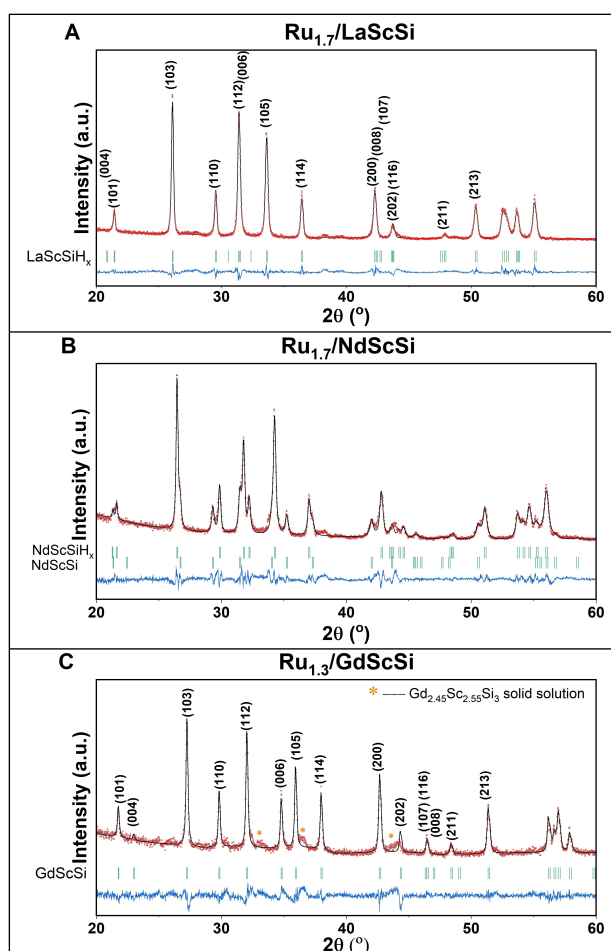 A
Ru1.7/LaScSi
Intensity (a.u.)
(004)
(101)
(103)
(110)
(112)
(006)
(105)
(114)
(200)
(008)
(107)
(202)
(116)
(211)
(213)
LaScSiHx
20
30
40
50
60
2θ (°)
B
Ru1.7/NdScSi
Intensity (a.u.)
NdScSiHx
NdScSi
20
30
40
50
60
2θ (°)
C
Ru1.3/GdScSi
* --- Gd2.45Sc2.55Si3 solid solution
Intensity (a.u.)
(101)
(004)
(103)
(110)
(112)
(006)
(105)
(114)
(200)
(202)
(107)
(116)
(008)
(211)
(213)
*
*
*
GdScSi
20
30
40
50
60
2θ (°)